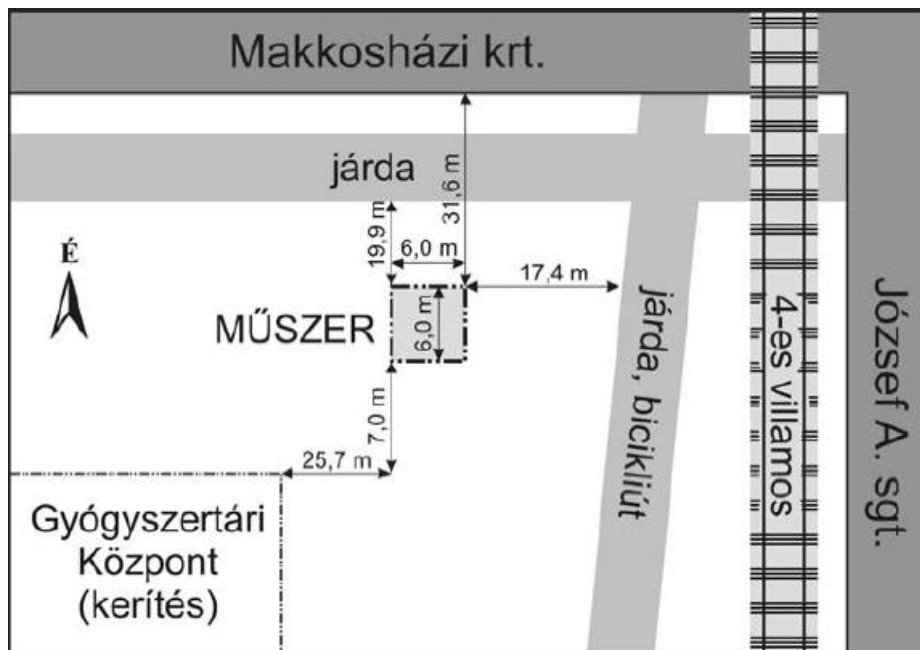 Makkosházi krt.
járda
19,9 m
31,6 m
6,0 m
É
17,4 m
MŰSZER
6,0 m
7,0 m
25,7 m
járda, bicikliút
4-es villamos
József A. sgt.
Gyógyszertári
Központ
(kerítés)